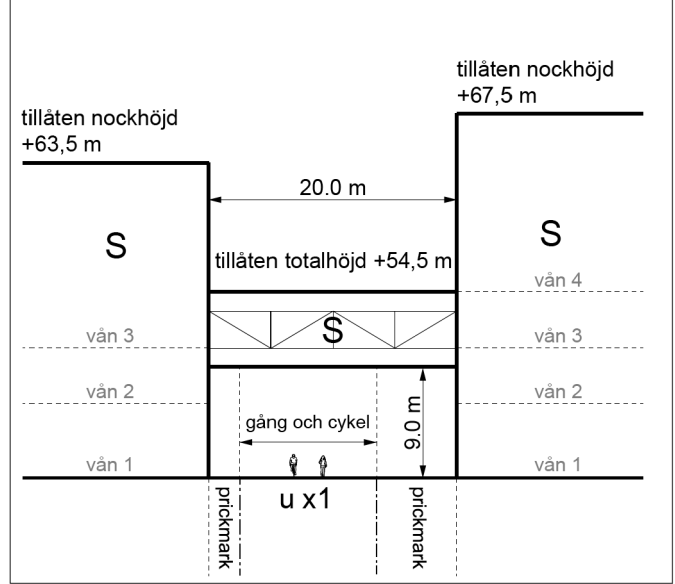 tillåten nockhöjd
+67,5 m
tillåten nockhöjd
+63,5 m
20.0 m
S
S
tillåten totalhöjd +54,5 m
vån 4
S
vån 3
vån 3
vån 2
vån 2
gång och cykel
9.0 m
vån 1
vån 1
u x1
prickmark
prickmark